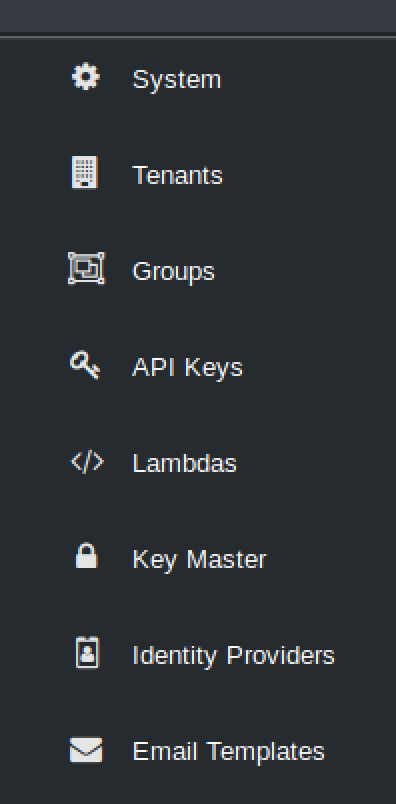 System
Tenants
Groups
API Keys
Lambdas
Key Master
Identity Providers
Email Templates